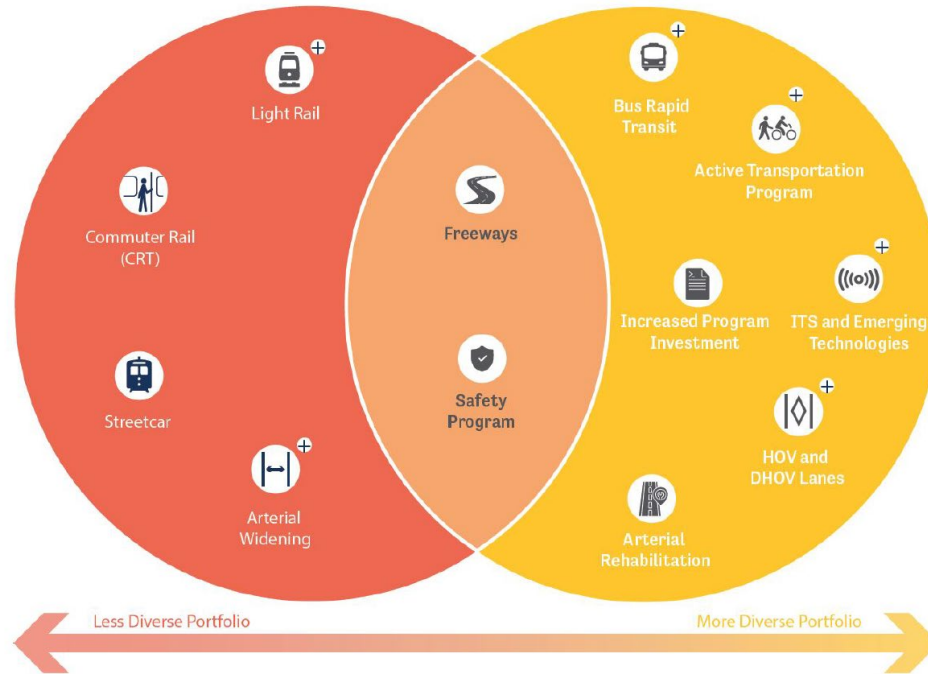 Light Rail
Commuter Rail
(CRT)
Streetcar
Arterial
Widening
Freeways
Safety
Program
Bus Rapid
Transit
Active Transportation
Program
Increased Program
Investment
ITS and Emerging
Technologies
HOV and
DHOV Lanes
Arterial
Rehabilitation
Less Diverse Portfolio
More Diverse Portfolio